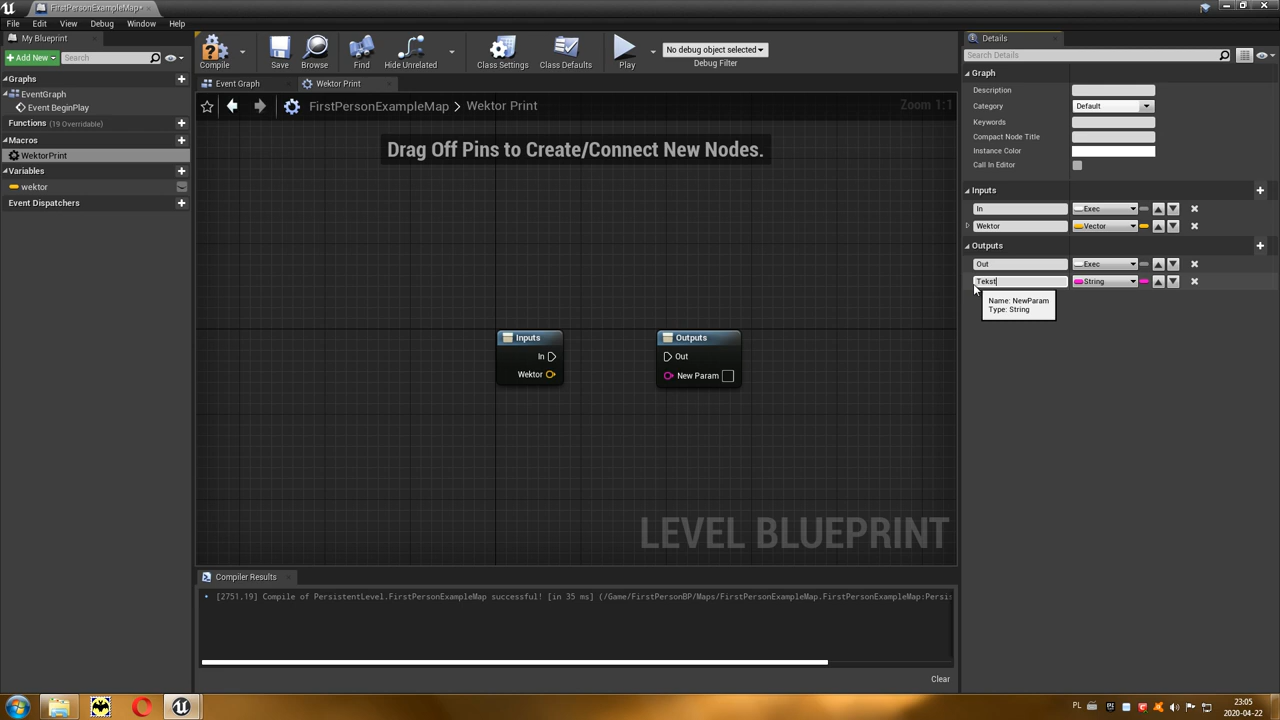 FirstPersonExampleMap*
File Edit View Debug Window Help
My Blueprint
Add New
Search
Graphs
EventGraph
Event BeginPlay
Functions (19 Overridable)
Macros
WektorPrint
Variables
wektor
Event Dispatchers
Compile
Save
Browse
Find
Hide Unrelated
Class Settings
Class Defaults
Play
No debug object selected
Debug Filter
Event Graph
Wektor Print
FirstPersonExampleMap > Wektor Print
Zoom 1:1
Drag Off Pins to Create/Connect New Nodes.
Inputs
In
Wektor
Outputs
Out
New Param
LEVEL BLUEPRINT
Compiler Results
[2751,19] Compile of PersistentLevel.FirstPersonExampleMap successful! [in 35 ms] (/Game/FirstPersonBP/Maps/FirstPersonExampleMap.FirstPersonExampleMap:Persis
Clear
Details
Search Details
Graph
Description
Category Default
Keywords
Compact Node Title
Instance Color
Call In Editor
Inputs
In Exec
Wektor Vector
Outputs
Out Exec
Tekst String
Name: NewParam
Type: String
PL
23:05
2020-04-22